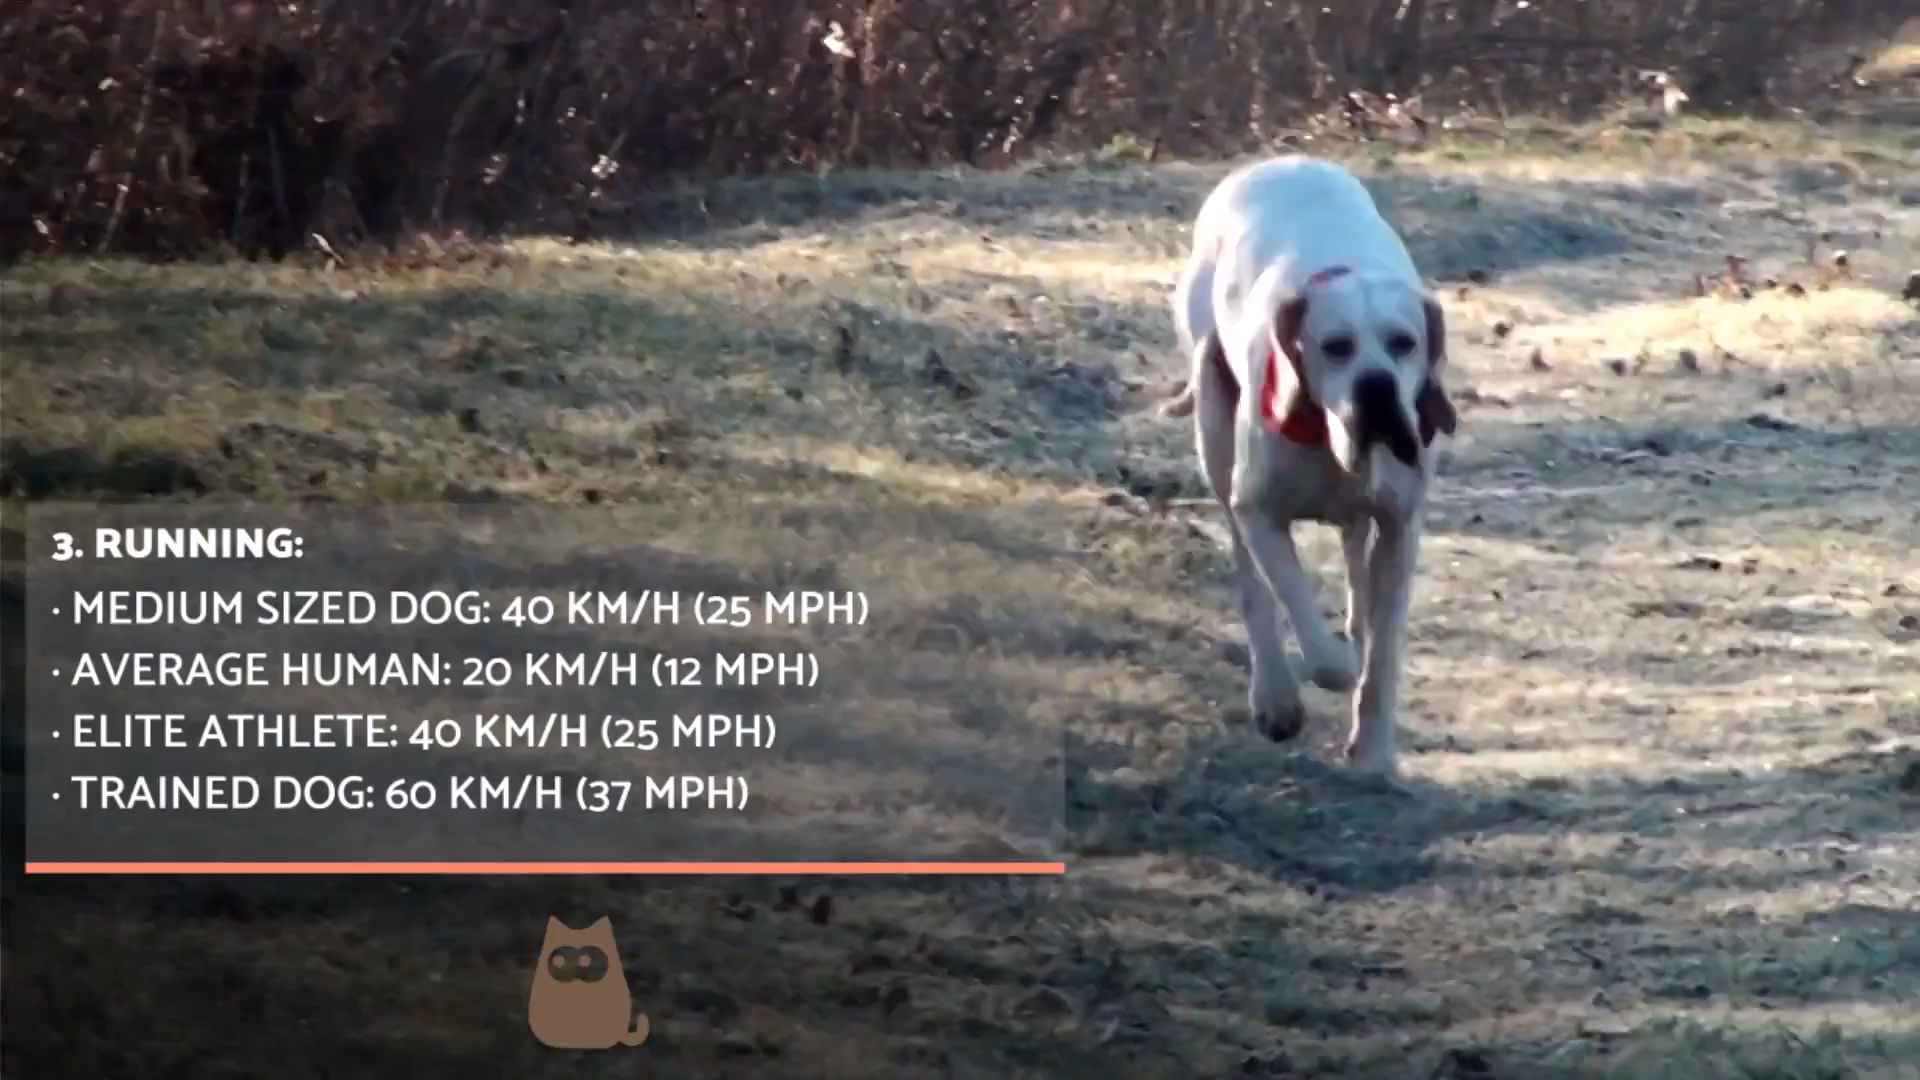 3. RUNNING:
· MEDIUM SIZED DOG: 40 KM/H (25 MPH)
· AVERAGE HUMAN: 20 KM/H (12 MPH)
· ELITE ATHLETE: 40 KM/H (25 MPH)
· TRAINED DOG: 60 KM/H (37 MPH)